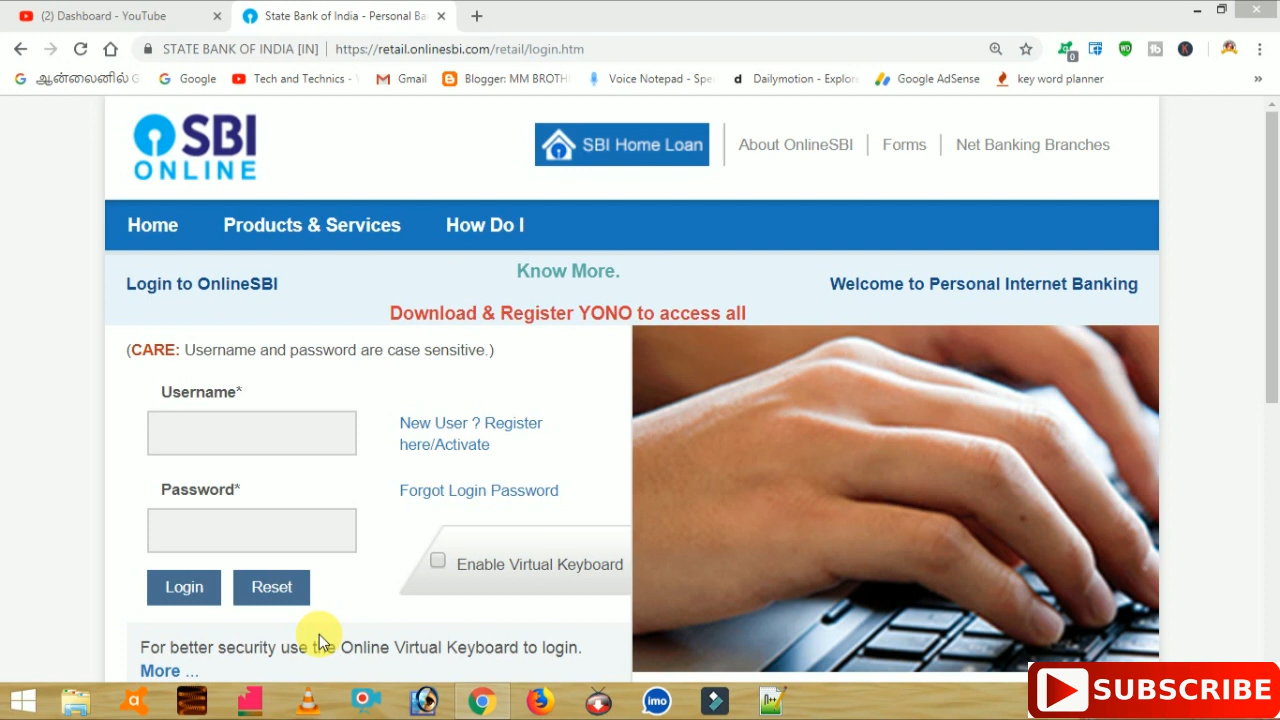 (2) Dashboard - YouTube
State Bank of India - Personal Ba
STATE BANK OF INDIA [IN] | https://retail.onlinesbi.com/retail/login.htm
0
ஆன்லைனில் G
Google
Tech and Technics -
Gmail
Blogger: MM BROTH
Voice Notepad - Spe
Dailymotion - Explor
Google AdSense
key word planner
»
SBI
ONLINE
SBI Home Loan
About OnlineSBI
Forms
Net Banking Branches
Home
Products & Services
How Do I
Know More.
Login to OnlineSBI
Welcome to Personal Internet Banking
Download & Register YONO to access all
(CARE: Username and password are case sensitive.)
Username*
New User ? Register
here/Activate
Password*
Forgot Login Password
Enable Virtual Keyboard
Login
Reset
For better security use the Online Virtual Keyboard to login.
More ...
imo
SUBSCRIBE